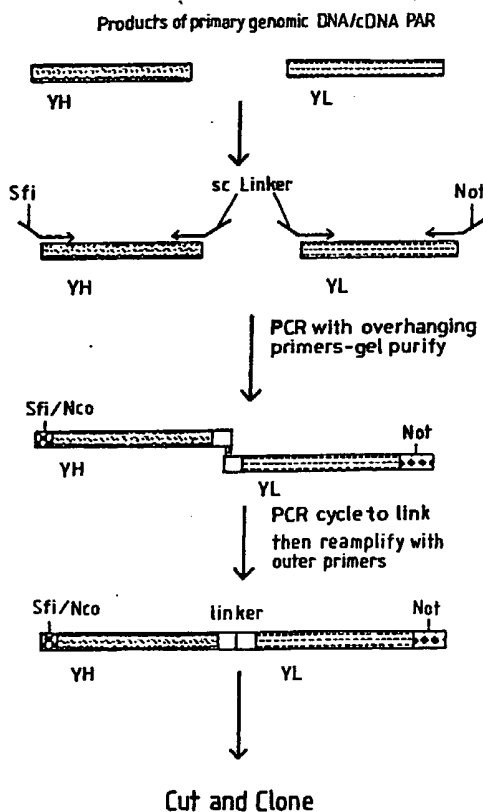 Products of primary genomic DNA/cDNA PAR
YH
YL
Sfi
sc Linker
Not
YH
YL
PCR with overhanging
primers-gel purify
Sfi/Nco
Not
YH
YL
PCR cycle to link
then reamplify with
outer primers
Sfi/Nco
linker
Not
YH
YL
Cut and Clone